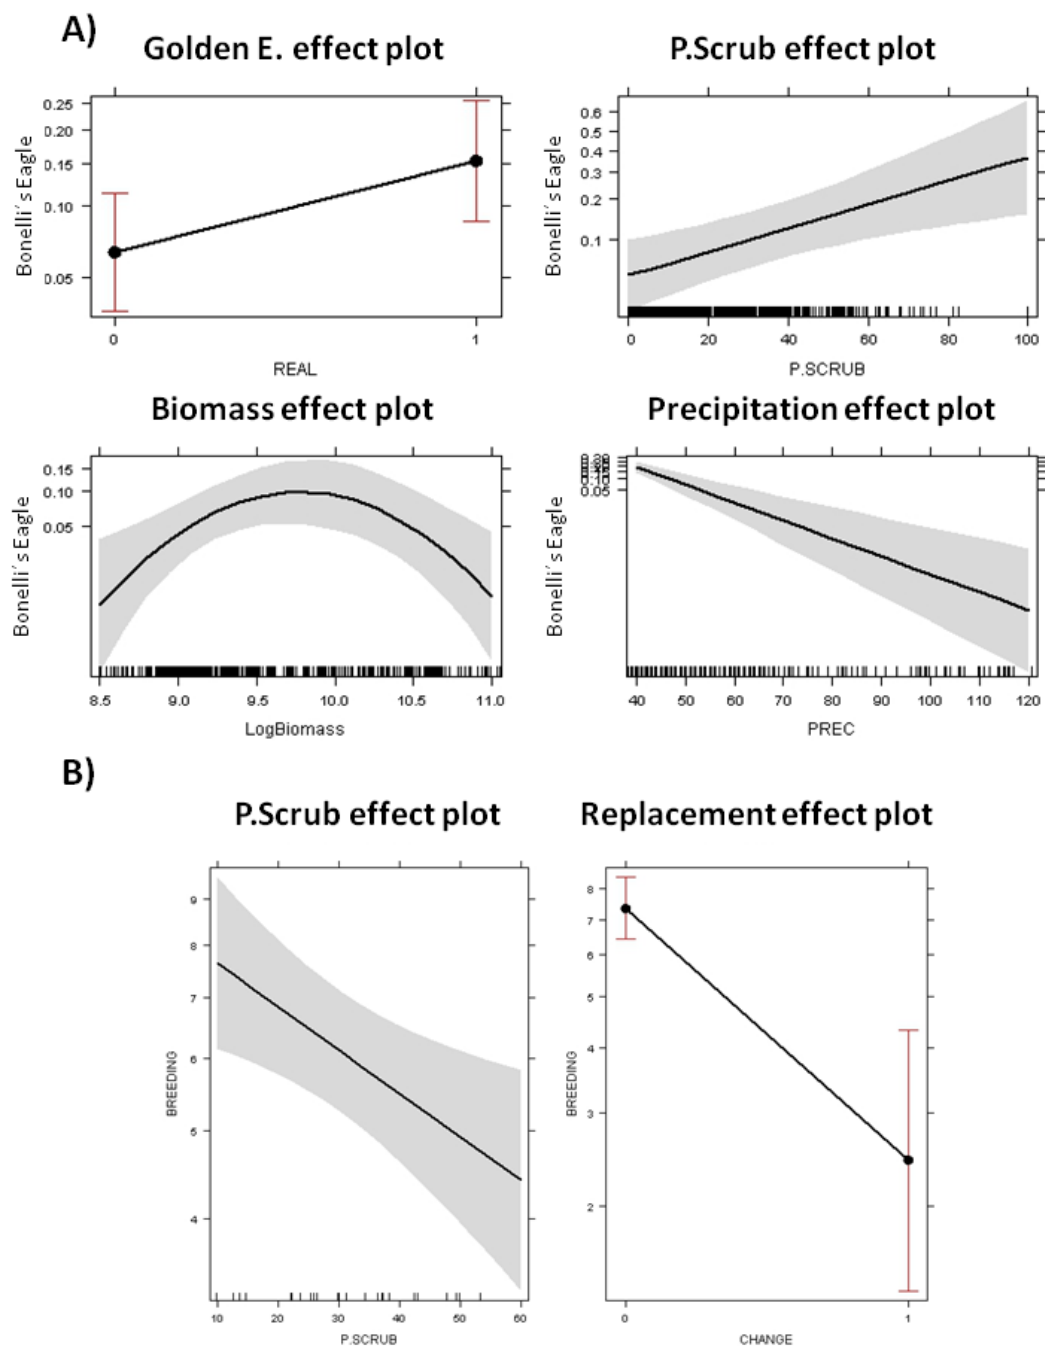 A)
Golden E. effect plot
P.Scrub effect plot
Bonelli´s Eagle
0.25
0.20
0.15
0.10
0.05
0
1
REAL
Bonelli´s Eagle
0.6
0.5
0.4
0.3
0.2
0.1
0 20 40 60 80 100
P.SCRUB
Biomass effect plot
Precipitation effect plot
Bonelli´s Eagle
0.15
0.10
0.05
8.5 9.0 9.5 10.0 10.5 11.0
LogBiomass
Bonelli´s Eagle
0.10
0.05
40 50 60 70 80 90 100 110 120
PREC
B)
P.Scrub effect plot
Replacement effect plot
BREEDING
9
8
7
6
5
4
10 20 30 40 50 60
P.SCRUB
BREEDING
8
7
6
5
4
3
2
0
1
CHANGE